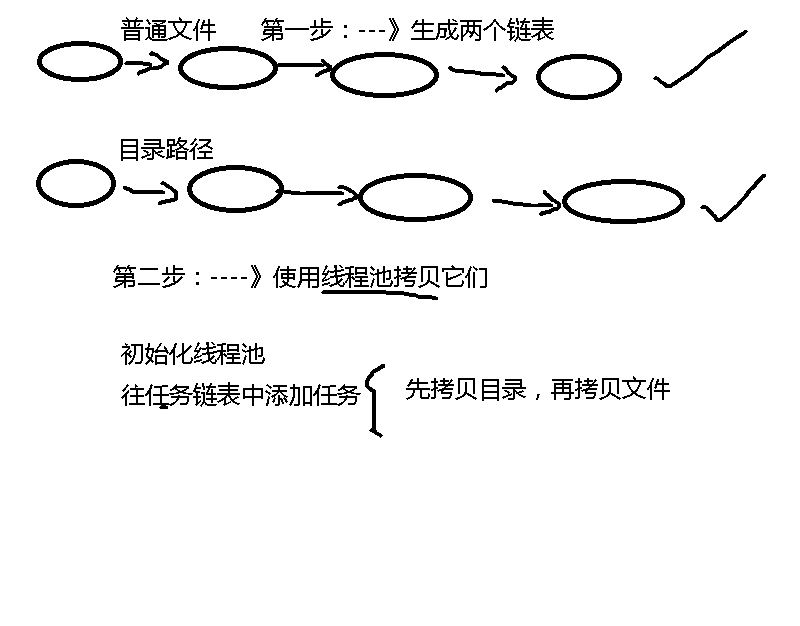 普通文件 第一步：---》生成两个链表
目录路径
第二步：----》使用线程池拷贝它们
初始化线程池
往任务链表中添加任务 先拷贝目录，再拷贝文件